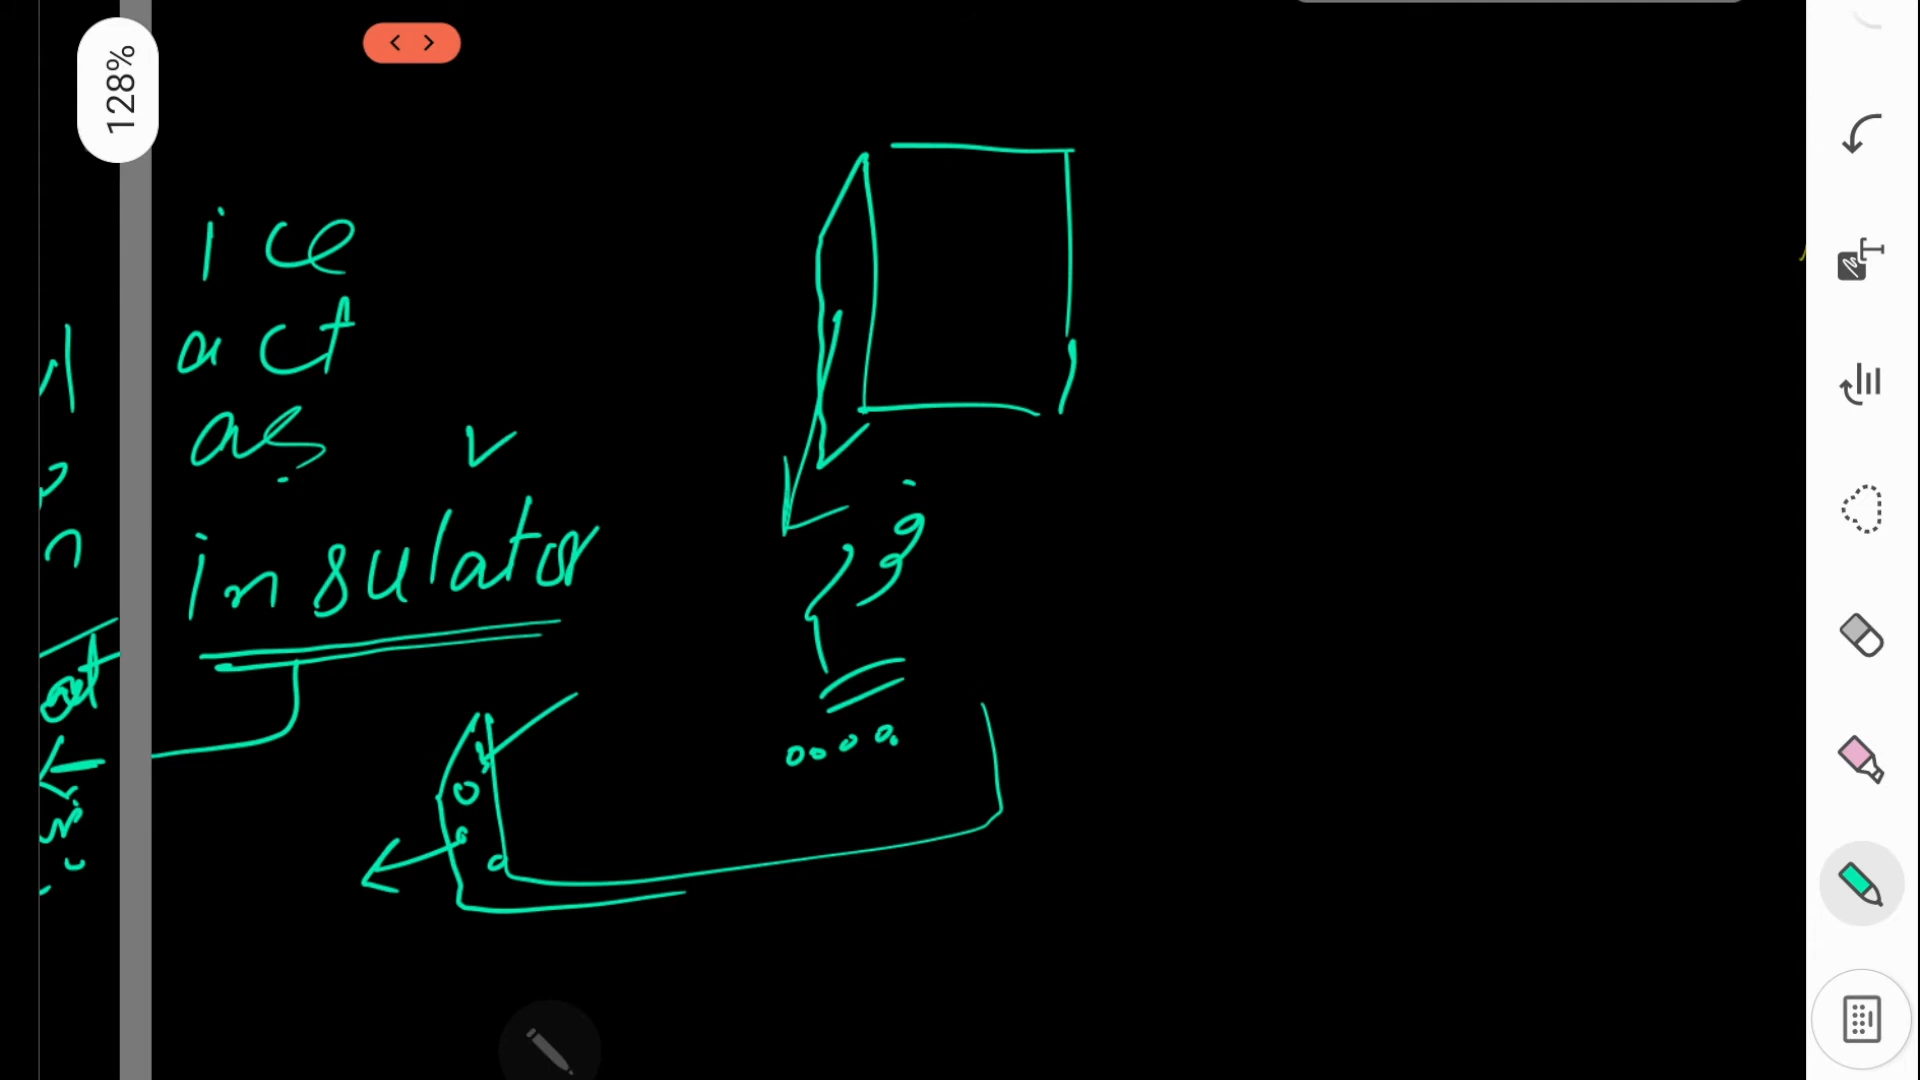 128%
ice
act
as
insulator